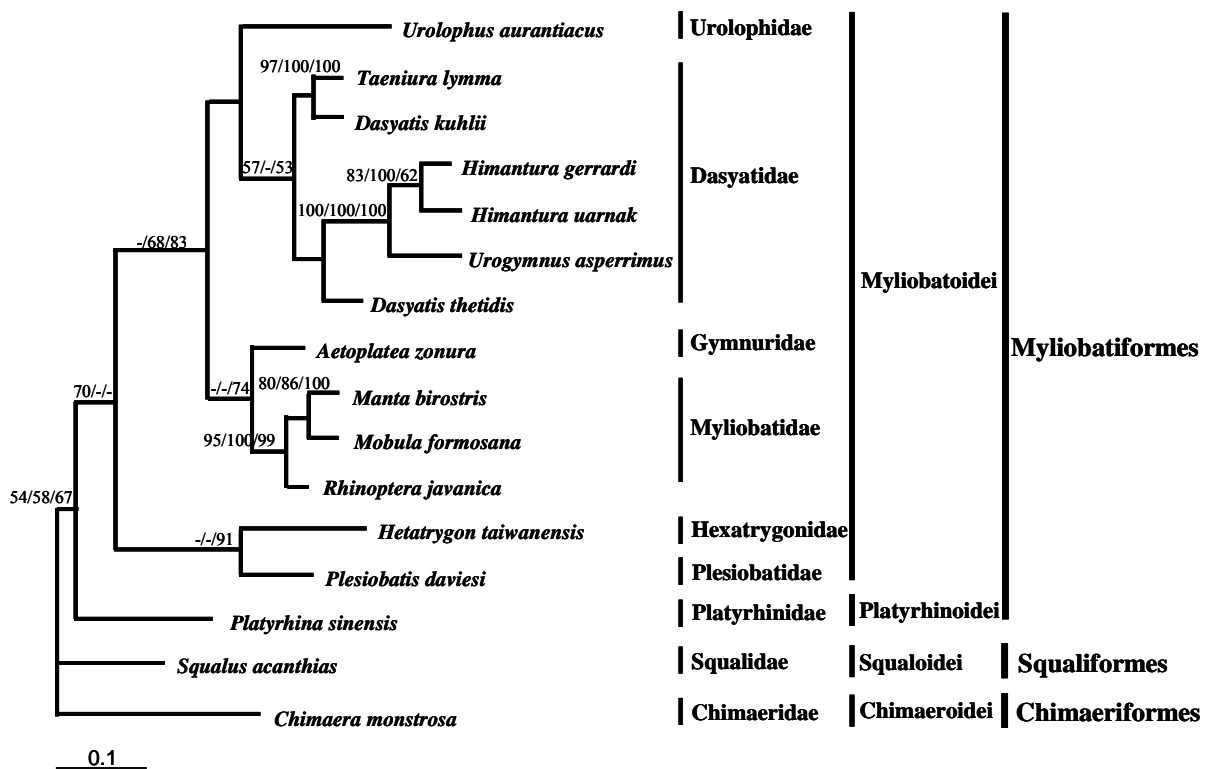 Urolophus aurantiacus Urolophidae
97/100/100
Taeniura lymma
Dasyatis kuhlii
57/-/53
83/100/62
Himantura gerrardi
Dasyatidae
100/100/100
Himantura uarnak
-/68/83
Urogymnus asperrimus
Myliobatoidei
Dasyatis thetidis
Aetoplatea zonura Gymnuridae
Myliobatiformes
70/-/-
-/-/74
80/86/100
Manta birostris
Myliobatidae
95/100/99
Mobula formosana
Rhinoptera javanica
54/58/67
Hetatrygon taiwanensis Hexatrygonidae
-/-/91
Plesiobatis daviesi Plesiobatidae
Platyrhina sinensis Platyrhinidae Platyrhinoidei
Squalus acanthias Squalidae Squaloidei Squaliformes
Chimaera monstrosa Chimaeridae Chimaeroidei Chimaeriformes
0.1